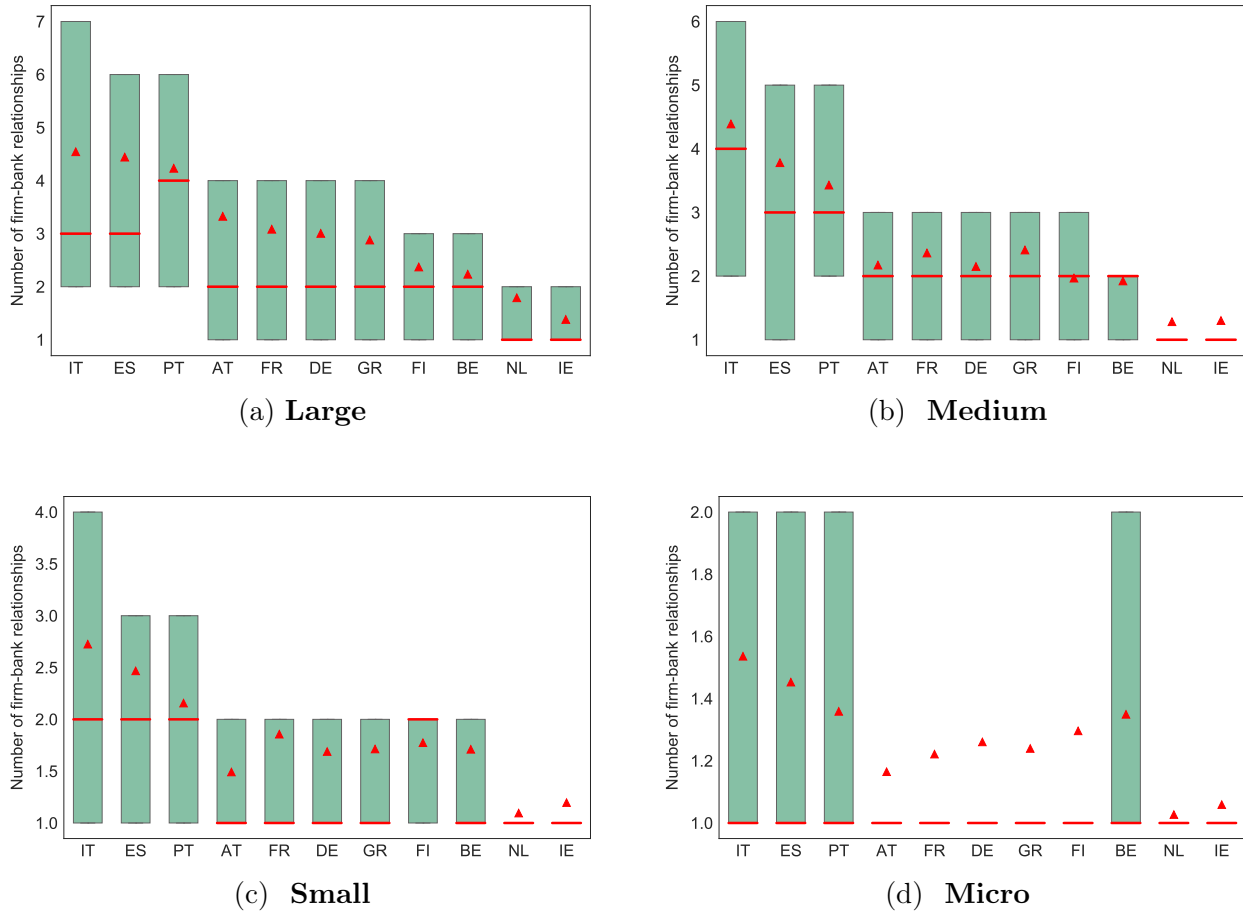 Number of firm-bank relationships
7
6
5
4
3
2
1
IT ES PT AT FR DE GR FI BE NL IE
(a) Large
Number of firm-bank relationships
6
5
4
3
2
1
IT ES PT AT FR DE GR FI BE NL IE
(b) Medium
Number of firm-bank relationships
4.0
3.5
3.0
2.5
2.0
1.5
1.0
IT ES PT AT FR DE GR FI BE NL IE
(c) Small
Number of firm-bank relationships
2.0
1.8
1.6
1.4
1.2
1.0
IT ES PT AT FR DE GR FI BE NL IE
(d) Micro